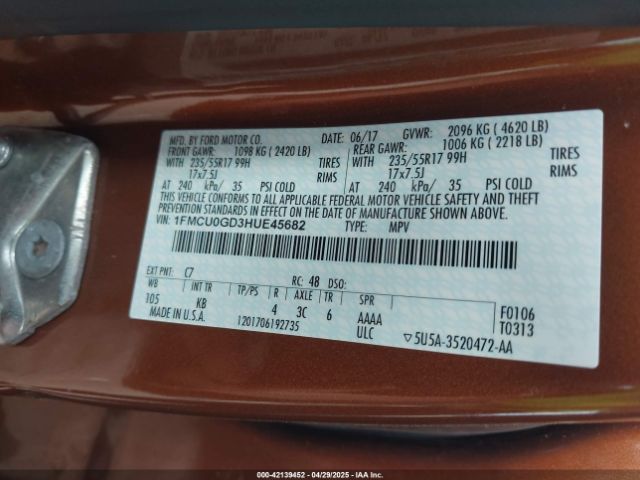 MFD. BY FORD MOTOR CO. 06/17 GVWR: 2096 KG ( 4620 LB)
FRONT GAWR: 1098 KG ( 2420 LB) REAR GAWR: 1006 KG ( 2218 LB)
WITH 235/55R17 99H TIRES WITH 235/55R17 99H TIRES
17x7.5J RIMS 17x7.5J RIMS
AT 240 kPa/ 35 PSI COLD AT 240 kPa/ 35 PSI COLD
THIS VEHICLE CONFORMS TO ALL APPLICABLE FEDERAL MOTOR VEHICLE SAFETY AND THEFT
PREVENTION STANDARDS IN EFFECT ON THE DATE OF MANUFACTURE SHOWN ABOVE.
VIN: 1FMCU0GD3HUE45682 TYPE: MPV
EXT PNT: C7 RC: 48 DSO:
WB INT TR TP/PS R AXLE TR SPR
105 KB 4 3C 6 AAAA F0106
MADE IN U.S.A. 1201706192735 ULC ▽5U5A-3520472-AA T0313
000-42139452 | 04/29/2025 - IAA Inc.